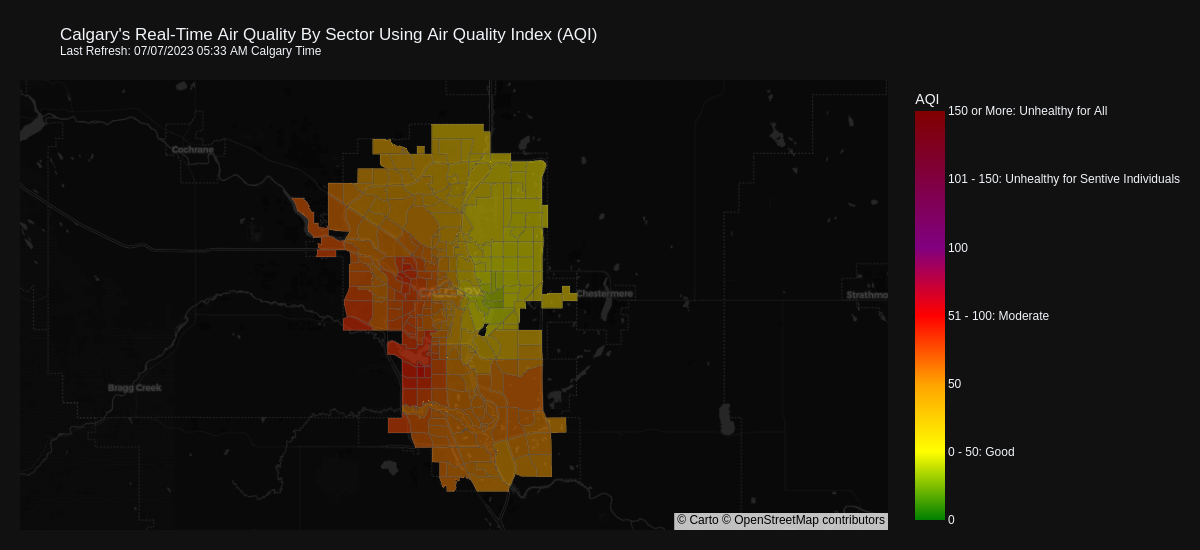 Calgary's Real-Time Air Quality By Sector Using Air Quality Index (AQI)
Last Refresh: 07/07/2023 05:33 AM Calgary Time
AQI
150 or More: Unhealthy for All
Cochrane
101 - 150: Unhealthy for Sentive Individuals
100
CALGARY
Chestermere
Strathmo
51 - 100: Moderate
50
Bragg Creek
0 - 50: Good
0
© Carto © OpenStreetMap contributors